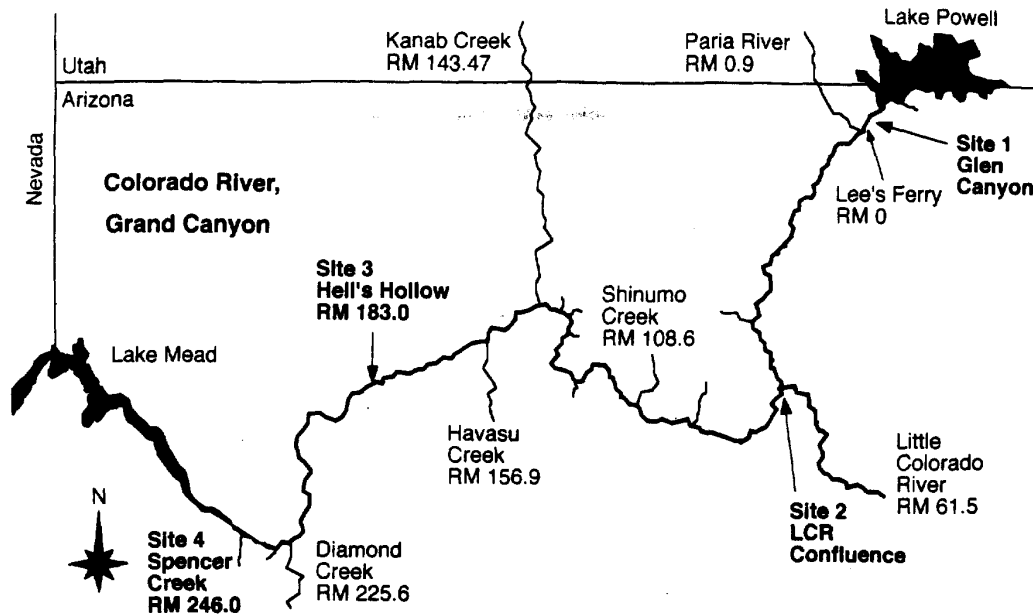 Lake Powell
Kanab Creek
RM 143.47
Paria River
RM 0.9
Utah
Arizona
Nevada
Site 1
Glen
Canyon
Lee's Ferry
RM 0
Colorado River,
Grand Canyon
Site 3
Hell's Hollow
RM 183.0
Shinumo
Creek
RM 108.6
Lake Mead
Havasu
Creek
RM 156.9
Little
Colorado
River
RM 61.5
Site 2
LCR
Confluence
N
Site 4
Spencer
Creek
RM 246.0
Diamond
Creek
RM 225.6